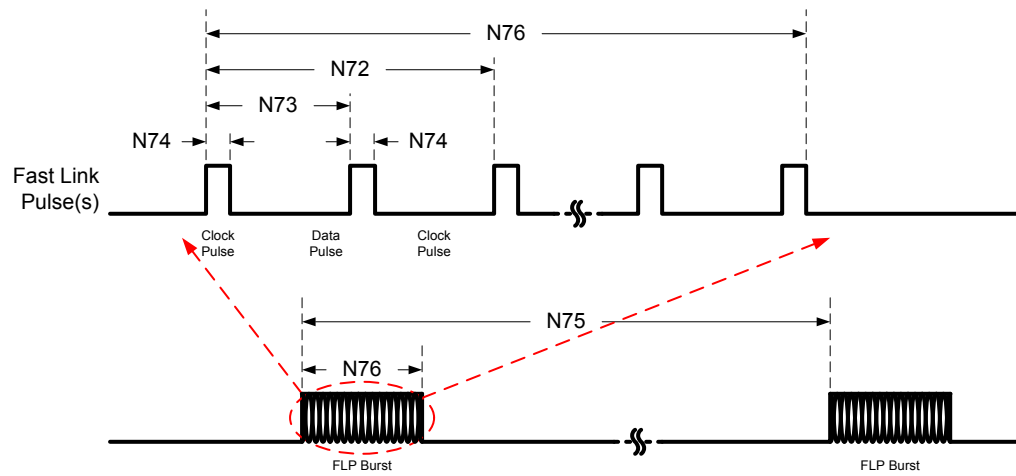 N76
N72
N73
N74
N74
Fast Link
Pulse(s)
Clock
Pulse
Data
Pulse
Clock
Pulse
N75
N76
FLP Burst
FLP Burst